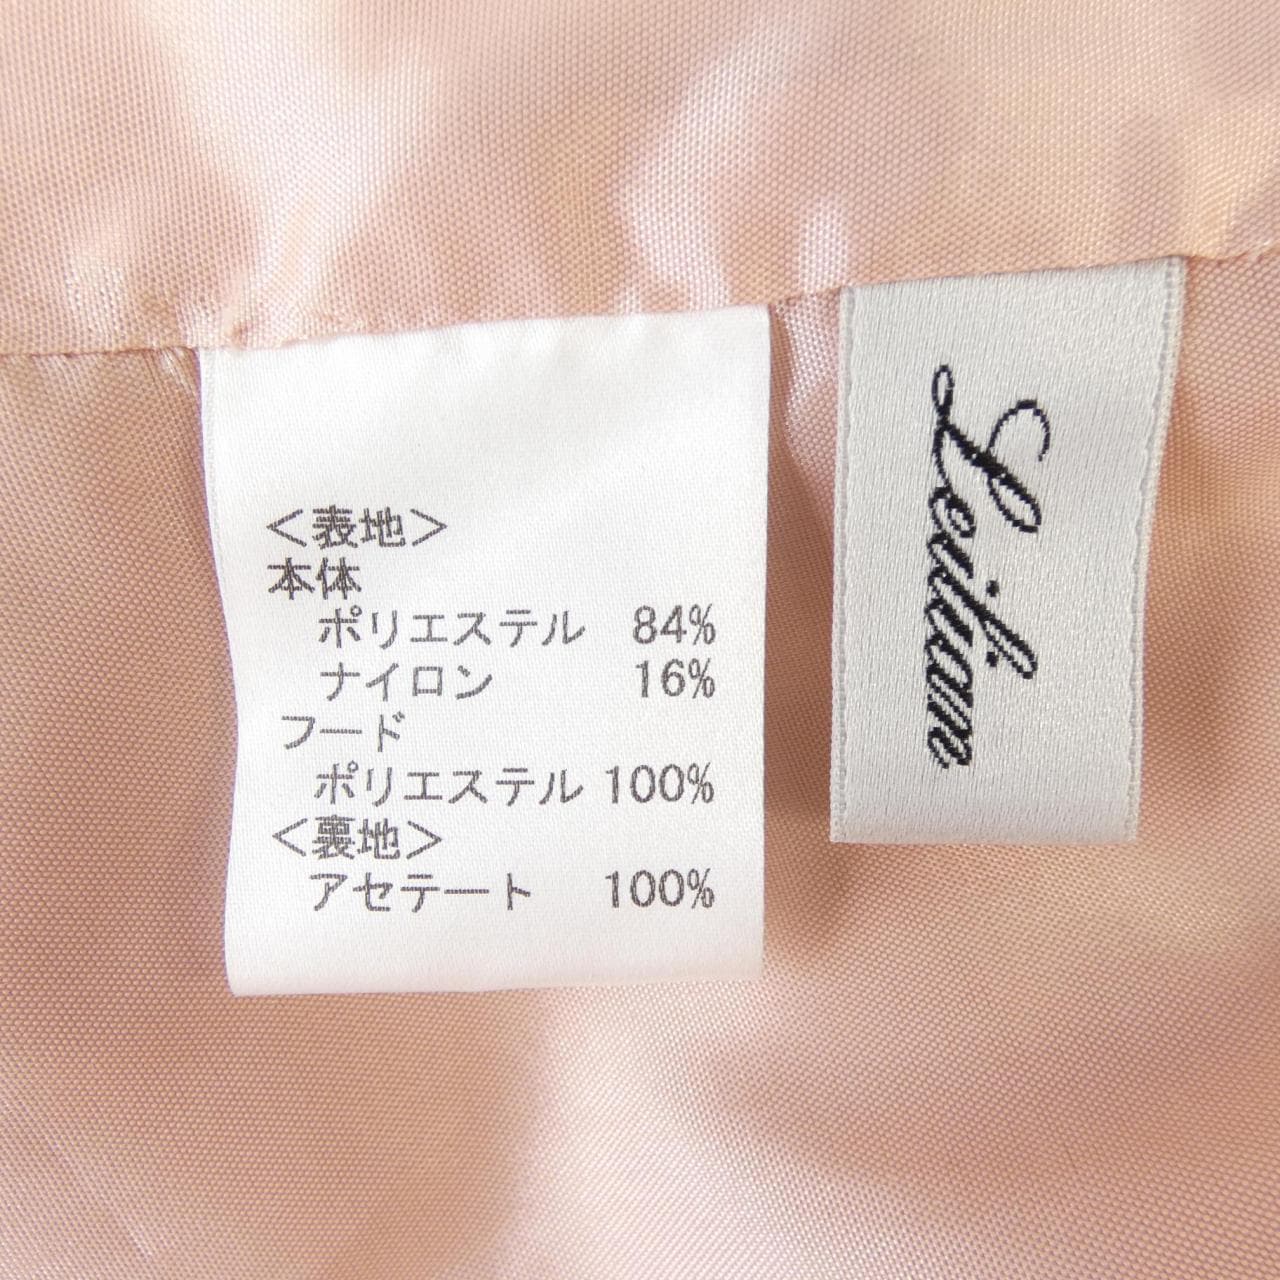 <表地>
本体
ポリエステル 84%
ナイロン 16%
フード
ポリエステル 100%
<裏地>
アセテート 100%
Leilian